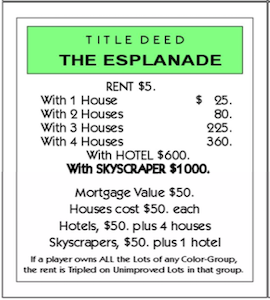 TITLE DEED
THE ESPLANADE
RENT $5.
With 1 House $ 25.
With 2 Houses 80.
With 3 Houses 225.
With 4 Houses 360.
With HOTEL $600.
With SKYSCRAPER $1000.
Mortgage Value $50.
Houses cost $50. each
Hotels, $50. plus 4 houses
Skyscrapers, $50. plus 1 hotel
If a player owns ALL the Lots of any Color-Group,
the rent is Tripled on Unimproved Lots in that group.